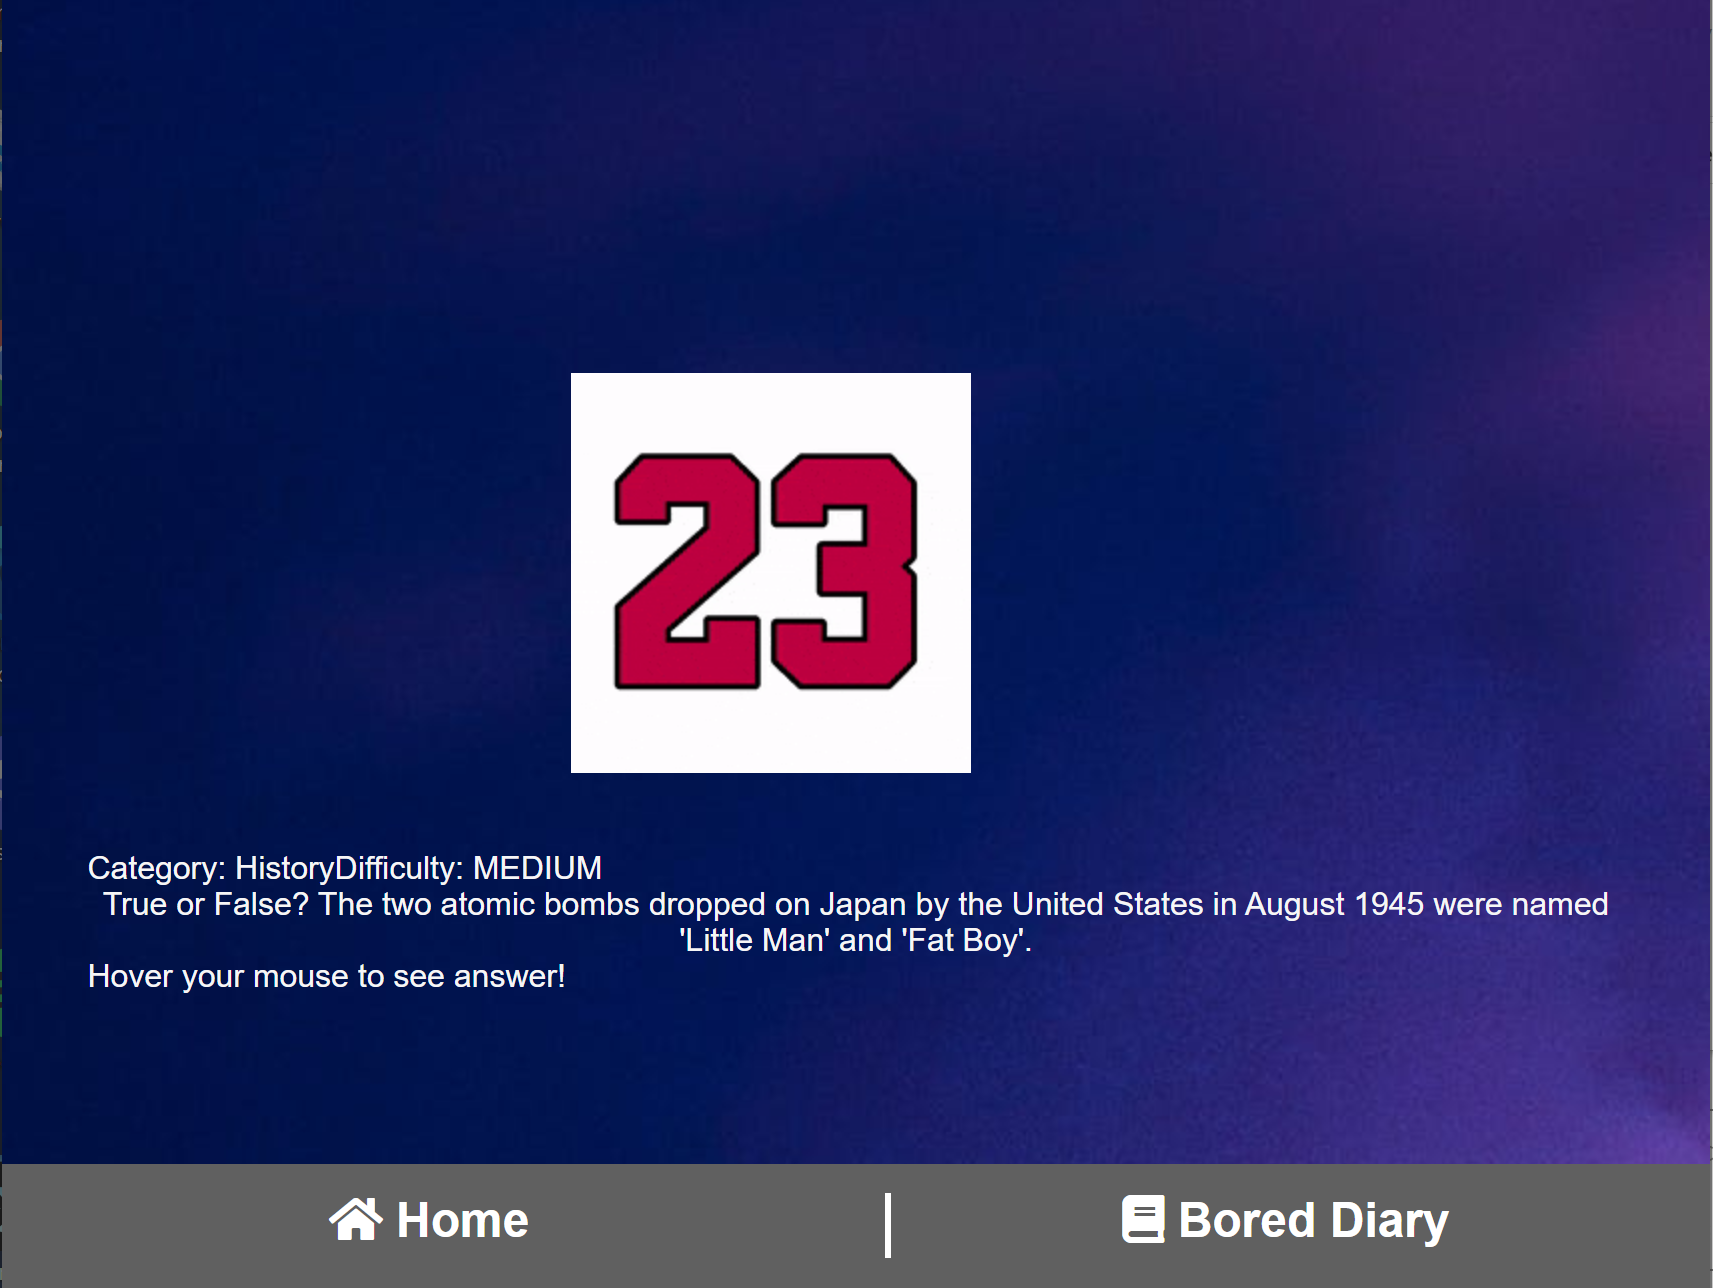 23
Category: HistoryDifficulty: MEDIUM
True or False? The two atomic bombs dropped on Japan by the United States in August 1945 were named
'Little Man' and 'Fat Boy'.
Hover your mouse to see answer!
Home
Bored Diary